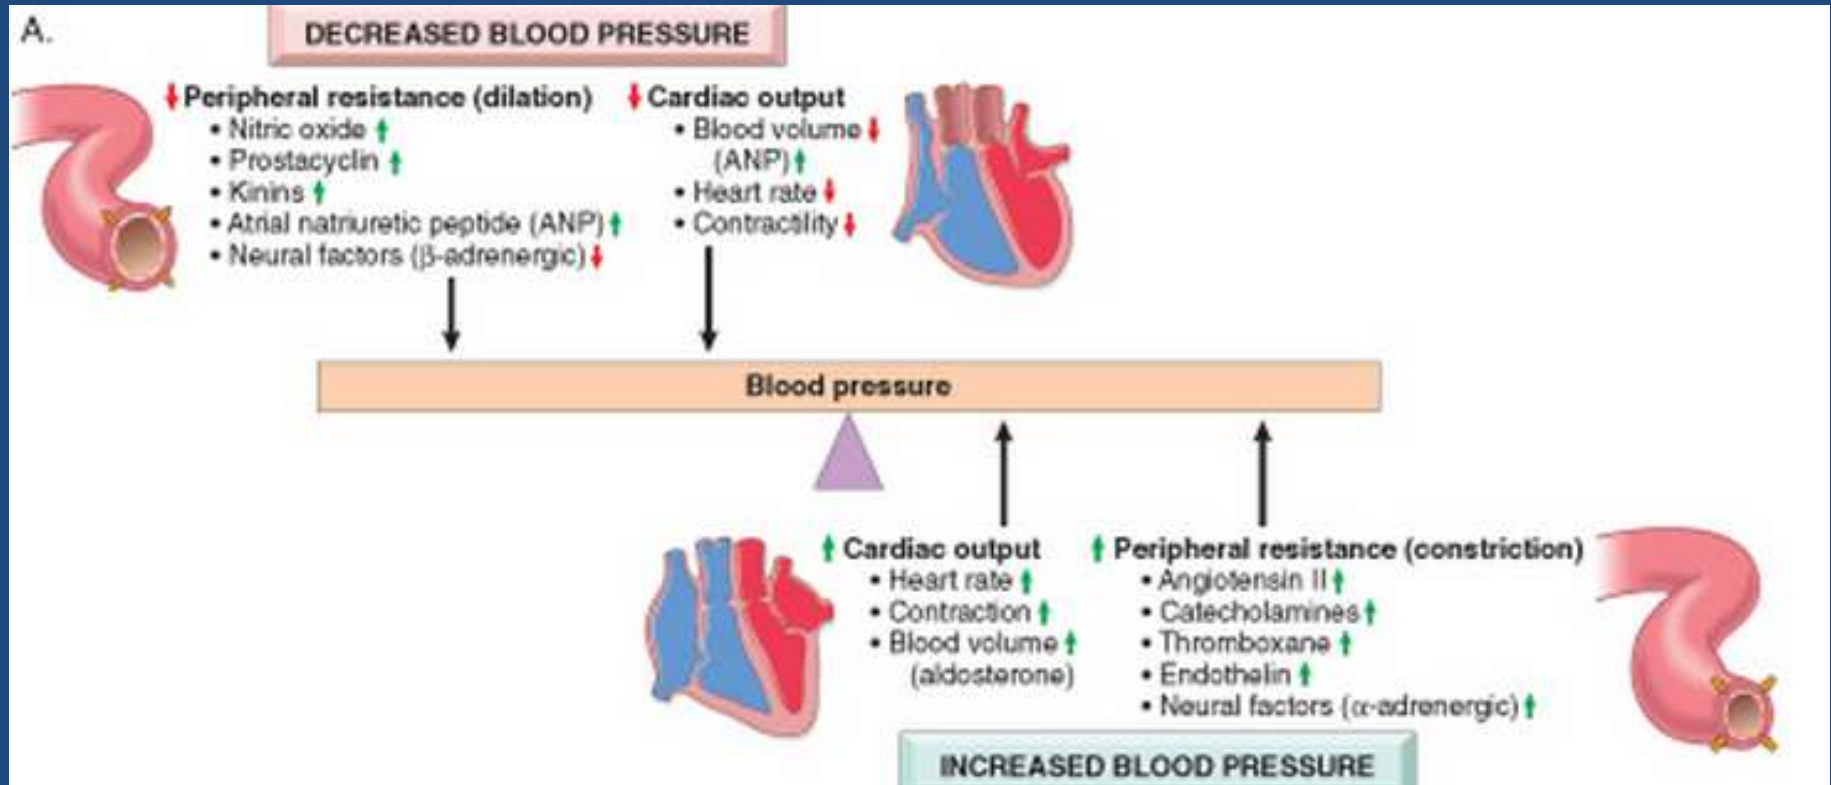 A.
DECREASED BLOOD PRESSURE
↓ Peripheral resistance (dilation)
• Nitric oxide ↑
• Prostacyclin ↑
• Kinins ↑
• Atrial natriuretic peptide (ANP) ↑
• Neural factors (β-adrenergic) ↓
↓ Cardiac output
• Blood volume ↓
(ANP) ↑
• Heart rate ↓
• Contractility ↓
Blood pressure
↑ Cardiac output
• Heart rate ↑
• Contraction ↑
• Blood volume ↑
(aldosterone)
↑ Peripheral resistance (constriction)
• Angiotensin II ↑
• Catecholamines ↑
• Thromboxane ↑
• Endothelin ↑
• Neural factors (α-adrenergic) ↑
INCREASED BLOOD PRESSURE